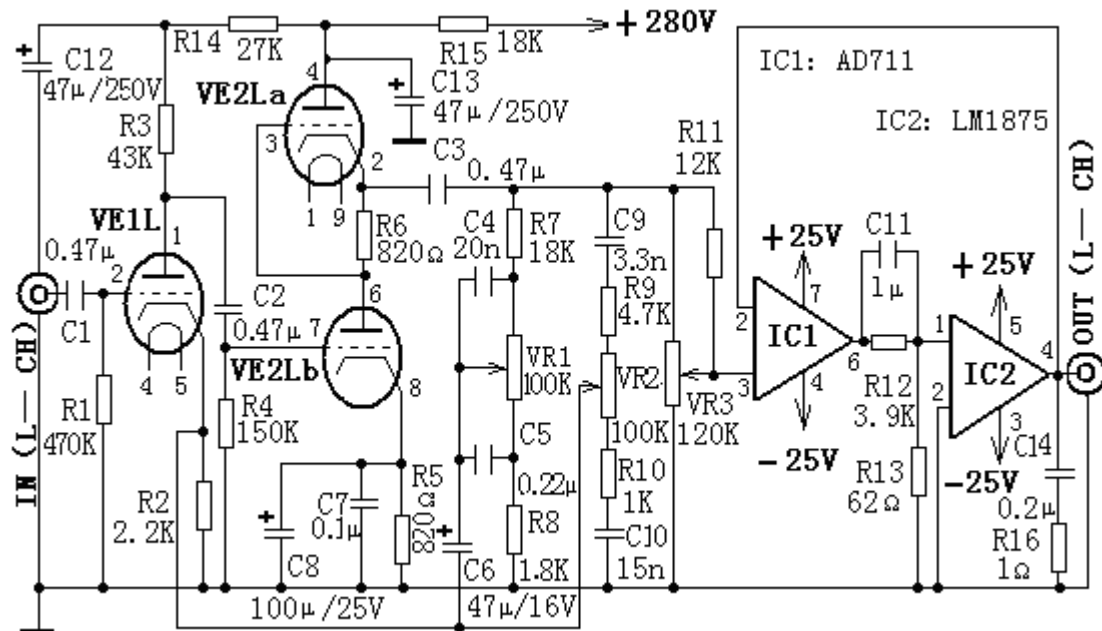 +280V
R14
27K
R15
18K
C12
47μ/250V
VE2La
4
C13
47μ/250V
IC1: AD711
IC2: LM1875
R3
43K
3
2
C3
0.47μ
R11
12K
1
9
VE1L
1
R6
820Ω
C4
20n
R7
18K
C9
3.3n
0.47μ
2
C1
C2
0.47μ
6
7
VE2Lb
8
R9
4.7K
+25V
7
2
IC1
6
3
4
-25V
C11
1μ
+25V
5
1
4
IC2
2
3
-25V
C14
0.2μ
R16
1Ω
OUT (L—CH)
IN (L—CH)
4
5
R1
470K
R4
150K
VR1
100K
VR2
100K
VR3
120K
R12
3.9K
R13
62Ω
R2
2.2K
C7
0.1μ
R5
820Ω
C5
0.22μ
R10
1K
R8
1.8K
C10
15n
C8
100μ/25V
C6
47μ/16V